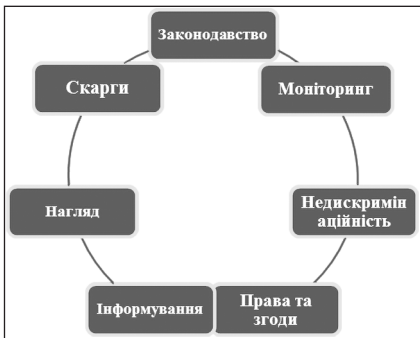 Законодавство
Скарги
Моніторинг
Нагляд
Недискримін
аційність
Інформування
Права та
згоди